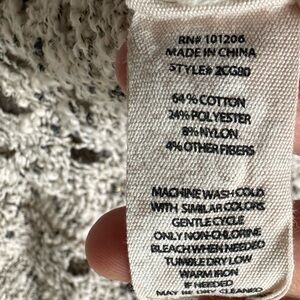 RN# 101206
MADE IN CHINA
STYLE# 2CG80
64% COTTON
24% POLYESTER
8% NYLON
4% OTHER FIBERS
MACHINE WASH COLD
WITH SIMILAR COLORS
GENTLE CYCLE
ONLY NON-CHLORINE
BLEACH WHEN NEEDED
TUMBLE DRY LOW
WARM IRON
IF NEEDED
MAY BE DRY CLEANED